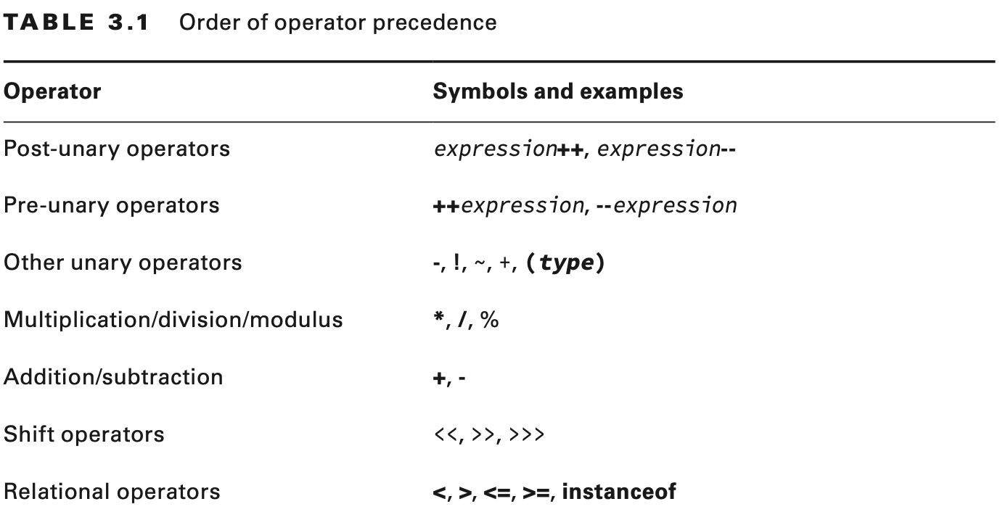 TABLE 3.1 Order of operator precedence
Operator Symbols and examples
Post-unary operators expression++, expression--
Pre-unary operators ++expression, --expression
Other unary operators -, !, ~, +, (type)
Multiplication/division/modulus *, /, %
Addition/subtraction +, -
Shift operators <<, >>, >>>
Relational operators <, >, <=, >=, instanceof